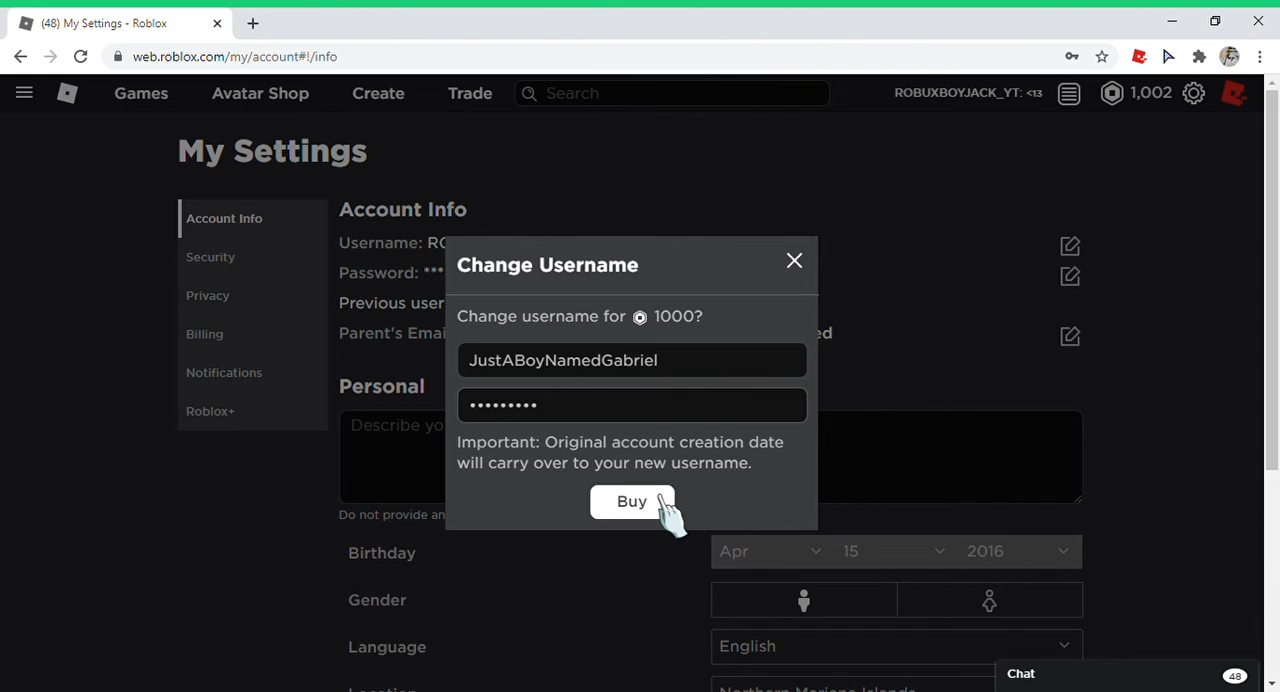 (48) My Settings - Roblox
web.roblox.com/my/account#!/info
Games Avatar Shop Create Trade Search ROBUXBOYJACK_YT: <13 1,002
My Settings
Account Info
Security
Privacy
Billing
Notifications
Roblox+
Account Info
Username: RO
Password: ***
Previous user
Parent's Emai
ed
Change Username
Change username for 1000?
JustABoyNamedGabriel
•••••••••
Important: Original account creation date
will carry over to your new username.
Buy
Personal
Describe yo
Do not provide an
Birthday Apr 15 2016
Gender
Language English
Chat 48